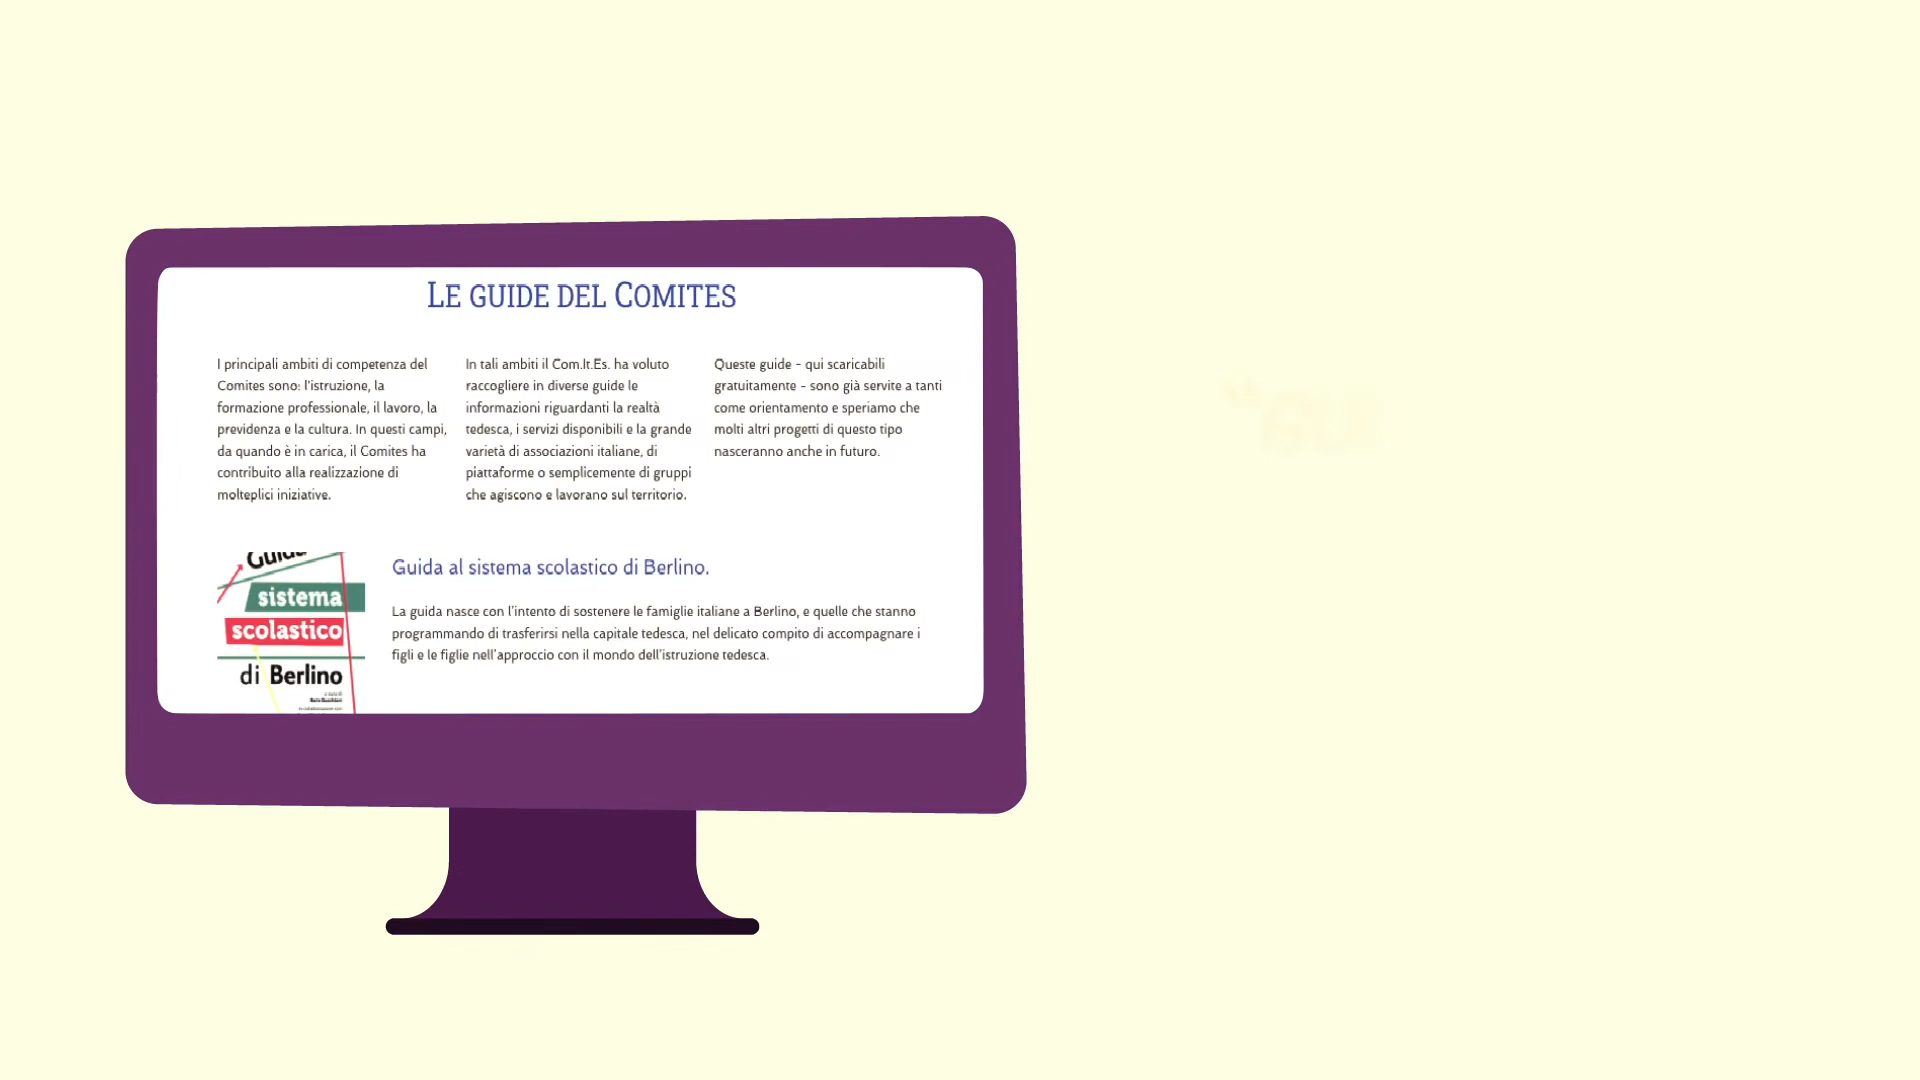 LE GUIDE DEL COMITES
I principali ambiti di competenza del
Comites sono: l'istruzione, la
formazione professionale, il lavoro, la
previdenza e la cultura. In questi campi,
da quando è in carica, il Comites ha
contribuito alla realizzazione di
molteplici iniziative.
In tali ambiti il Com.It.Es. ha voluto
raccogliere in diverse guide le
informazioni riguardanti la realtà
tedesca, i servizi disponibili e la grande
varietà di associazioni italiane, di
piattaforme o semplicemente di gruppi
che agiscono e lavorano sul territorio.
Queste guide - qui scaricabili
gratuitamente - sono già servite a tanti
come orientamento e speriamo che
molti altri progetti di questo tipo
nasceranno anche in futuro.
Guida
sistema
scolastico
di Berlino
Guida al sistema scolastico di Berlino.
La guida nasce con l'intento di sostenere le famiglie italiane a Berlino, e quelle che stanno
programmando di trasferirsi nella capitale tedesca, nel delicato compito di accompagnare i
figli e le figlie nell'approccio con il mondo dell'istruzione tedesca.
"GUI